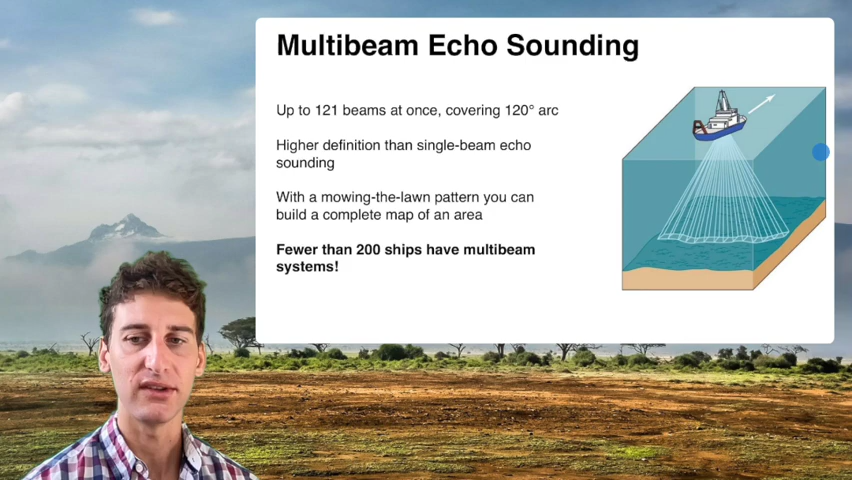 Multibeam Echo Sounding
Up to 121 beams at once, covering 120° arc
Higher definition than single-beam echo
sounding
With a mowing-the-lawn pattern you can
build a complete map of an area
Fewer than 200 ships have multibeam
systems!